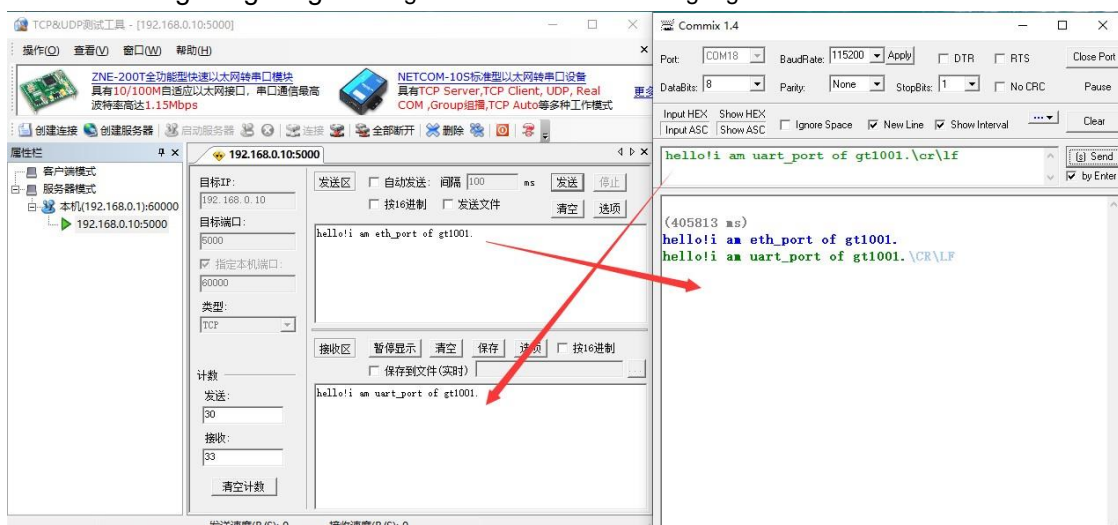 TCP&UDP测试工具 - [192.168.0.10:5000]
操作(O) 查看(V) 窗口(W) 帮助(H)
ZNE-200T全功能型快速以太网转串口模块
具有10/100M自适应以太网接口，串口通信最高
波特率高达1.15Mbps
NETCOM-10S标准型以太网转串口设备
具有TCP Server,TCP Client, UDP, Real
COM ,Group组播,TCP Auto等多种工作模式
创建连接 创建服务器 启动服务器 连接 全部断开 删除
属性栏
客户端模式
服务器模式
本机(192.168.0.1):60000
192.168.0.10:5000
192.168.0.10:5000
目标IP:
192.168.0.10
目标端口:
5000
指定本机端口:
60000
类型:
TCP
计数
发送:
30
接收:
33
清空计数
发送区 自动发送: 间隔 100 ms 发送 停止
按16进制 发送文件 清空 选项
hello!i am eth_port of gt1001.
接收区 暂停显示 清空 保存 选项 按16进制
保存到文件(实时)
hello!i am uart_port of gt1001.
Commix 1.4
Port: COM18 BaudRate: 115200 Apply DTR RTS Close Port
DataBits: 8 Parity: None StopBits: 1 No CRC Pause
Input HEX Show HEX
Input ASC Show ASC Ignore Space New Line Show Interval ... Clear
hello!i am uart_port of gt1001.\cr\lf
(s) Send
by Enter
(405813 ms)
hello!i am eth_port of gt1001.
hello!i am uart_port of gt1001.\CR\LF